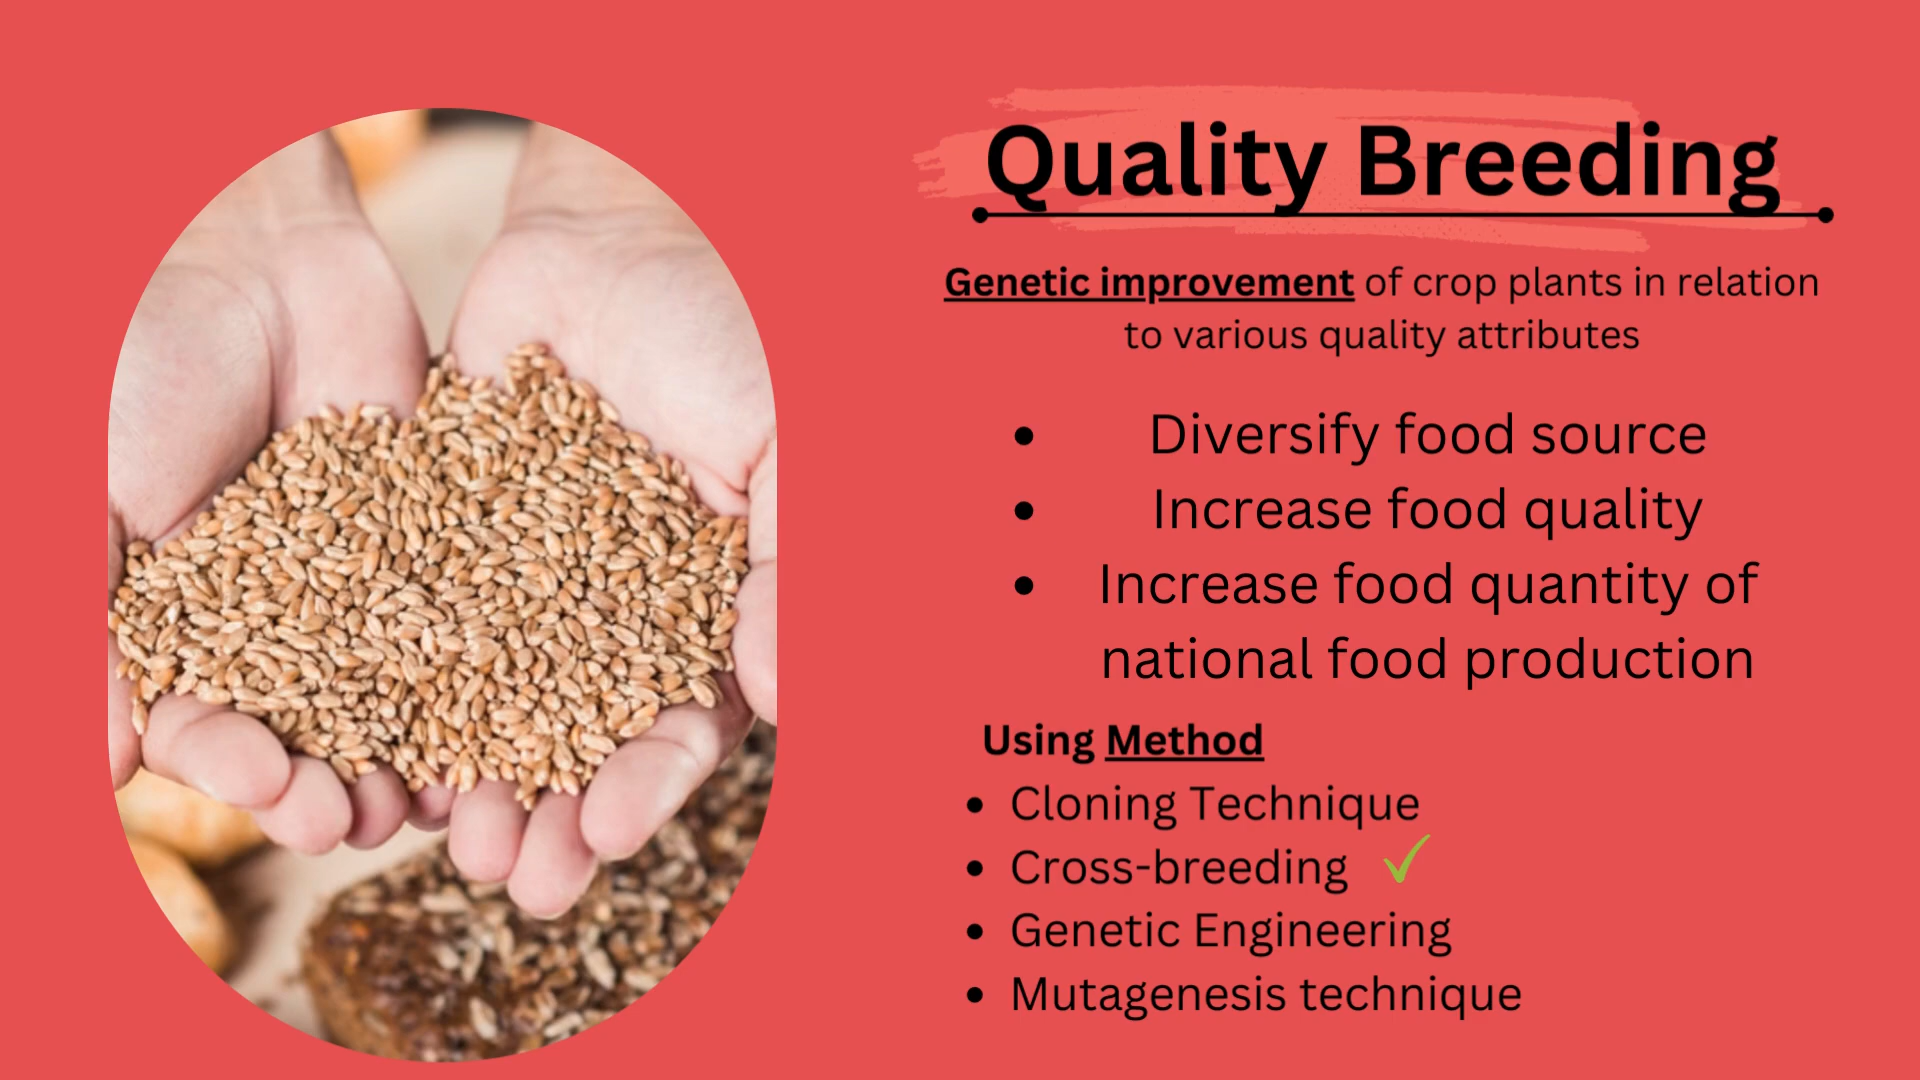 Quality Breeding
Genetic improvement of crop plants in relation
to various quality attributes
• Diversify food source
• Increase food quality
• Increase food quantity of
national food production
Using Method
• Cloning Technique
• Cross-breeding ✓
• Genetic Engineering
• Mutagenesis technique